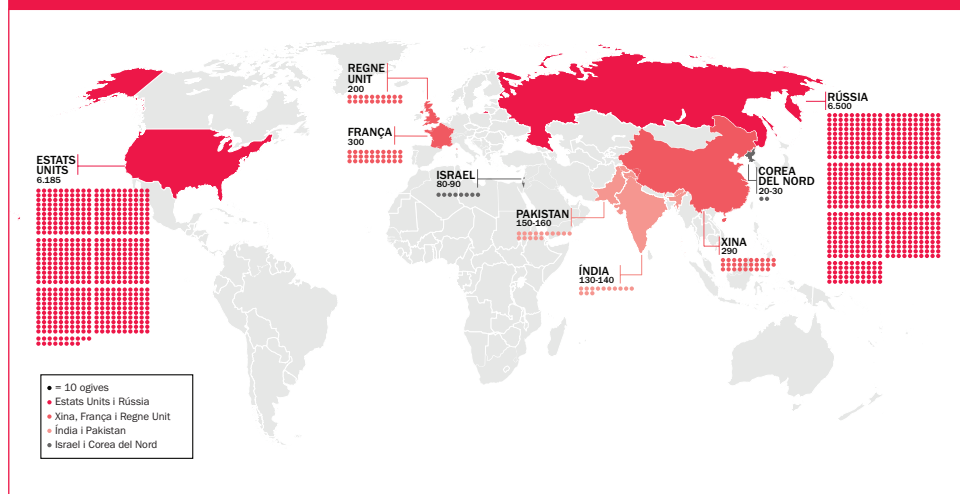 REGNE
UNIT
200
FRANÇA
300
ESTATS
UNITS
6.185
ISRAEL
80-90
PAKISTAN
150-160
ÍNDIA
130-140
RÚSSIA
6.500
COREA
DEL NORD
20-30
XINA
290
= 10 ogives
Estats Units i Rússia
Xina, França i Regne Unit
Índia i Pakistan
Israel i Corea del Nord